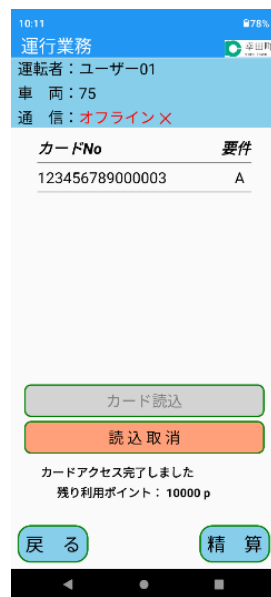 10:11 78%
運行業務 幸田町
運転者：ユーザー01
車　両：75
通　信：オフライン×
カードNo 要件
123456789000003 A
カード読込
読込取消
カードアクセス完了しました
残り利用ポイント： 10000 p
戻　る 精　算